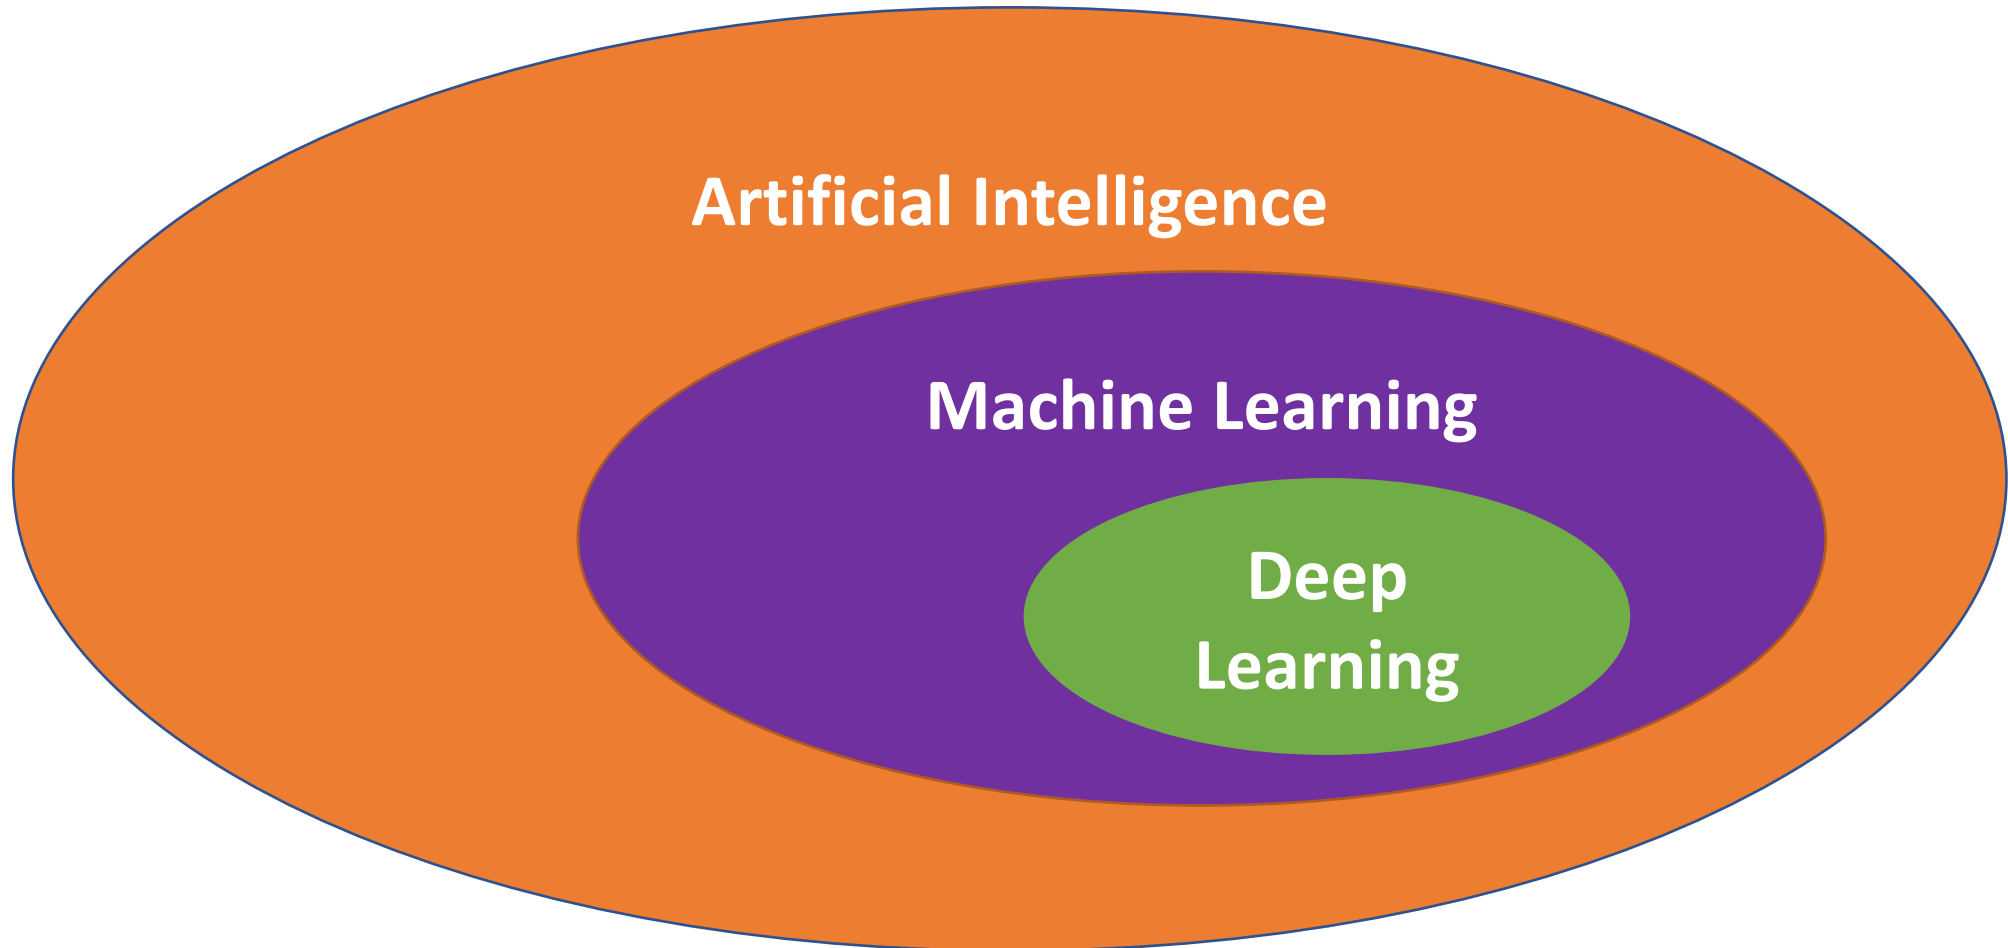 Artificial Intelligence
Machine Learning
Deep
Learning